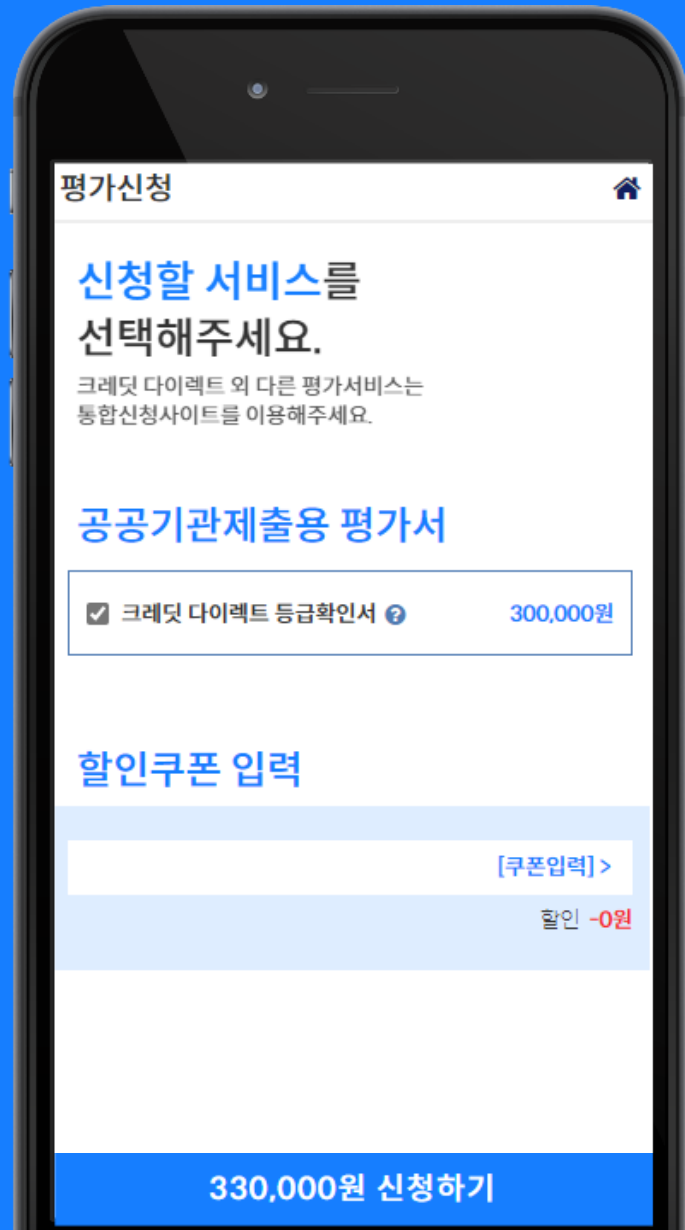 평가신청
신청할 서비스를
선택해주세요.
크레딧 다이렉트 외 다른 평가서비스는
통합신청사이트를 이용해주세요.
공공기관제출용 평가서
크레딧 다이렉트 등급확인서 ? 300,000원
할인쿠폰 입력
[쿠폰입력] >
할인 -0원
330,000원 신청하기